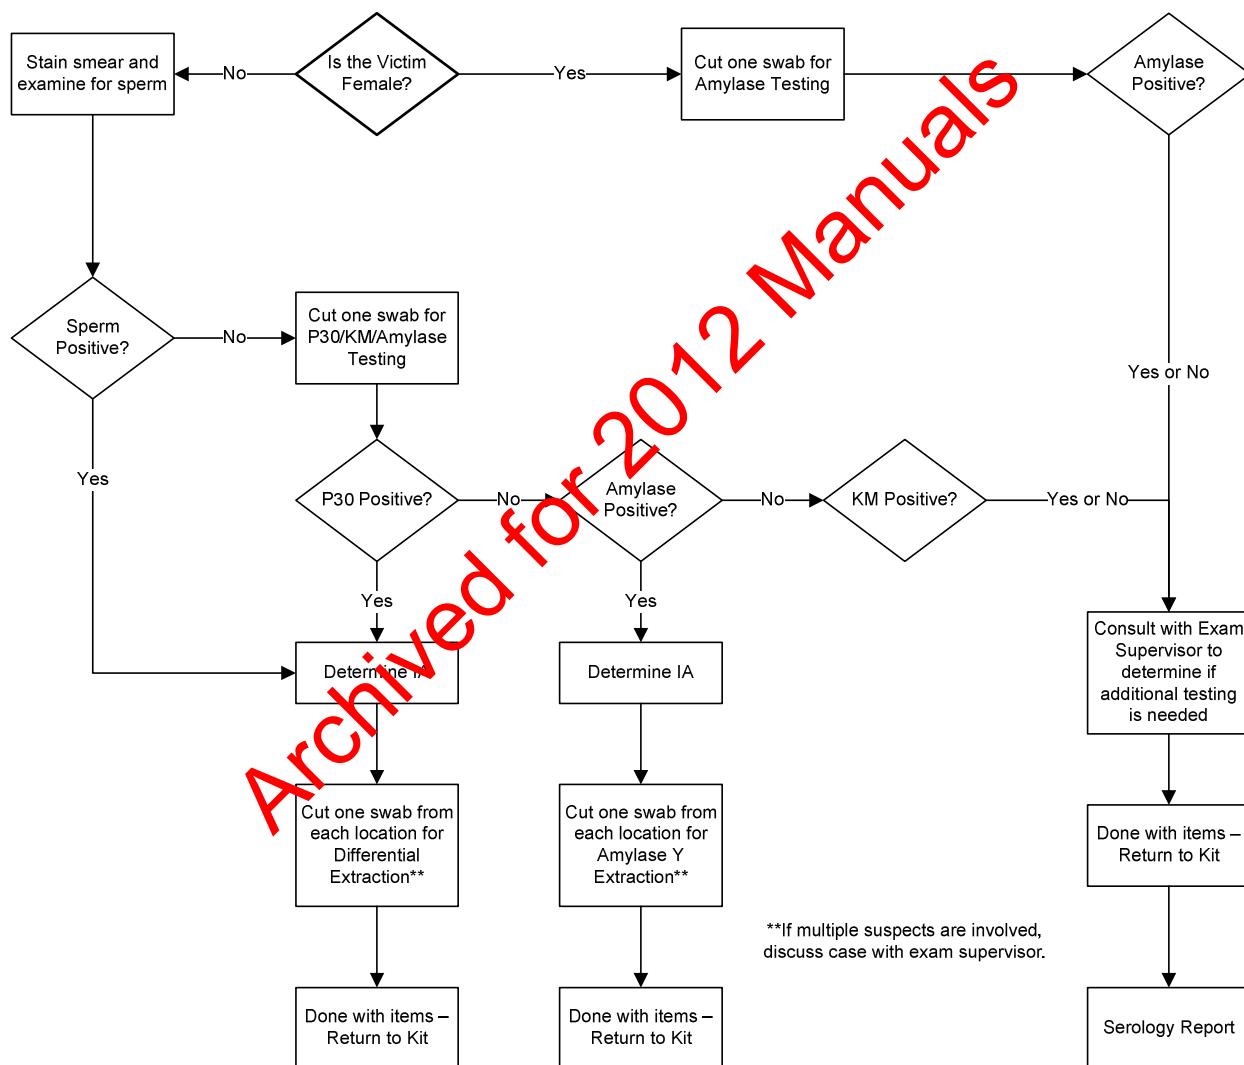 Stain smear and
examine for sperm
No
Is the Victim
Female?
Yes
Cut one swab for
Amylase Testing
Amylase
Positive?
Sperm
Positive?
No
Cut one swab for
P30/KM/Amylase
Testing
Yes or No
Yes
P30 Positive?
No
Amylase
Positive?
No
KM Positive?
Yes or No
Yes
Yes
Determine IA
Determine IA
Consult with Exam
Supervisor to
determine if
additional testing
is needed
Cut one swab from
each location for
Differential
Extraction**
Cut one swab from
each location for
Amylase Y
Extraction**
Done with items –
Return to Kit
**If multiple suspects are involved,
discuss case with exam supervisor.
Done with items –
Return to Kit
Done with items –
Return to Kit
Serology Report
Archived for 2012 Manuals